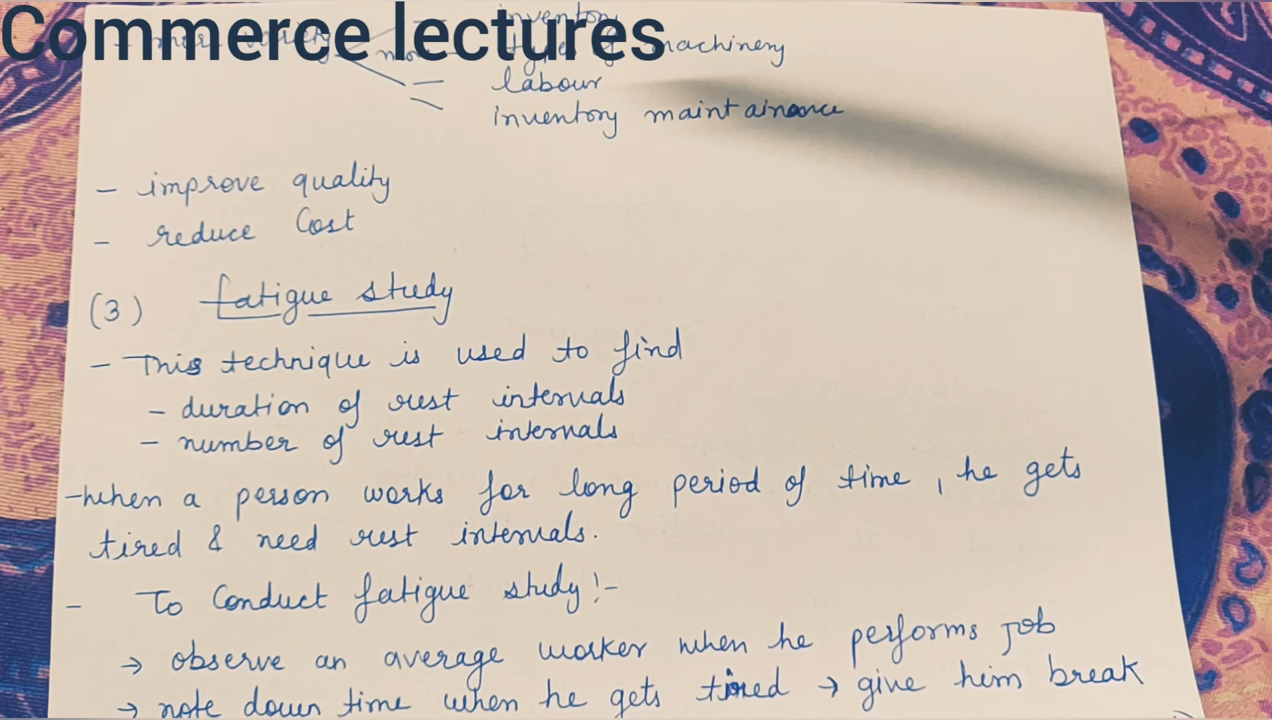 Commerce lectures
inventory
types of machinery
labour
inventory maintainance
- improve quality
- reduce Cost
(3) fatigue study
- This technique is used to find
- duration of rest intervals
- number of rest intervals
- when a person works for long period of time, he gets
tired & need rest intervals.
- To Conduct fatigue study:-
→ observe an average worker when he performs job
→ note down time when he gets tired → give him break